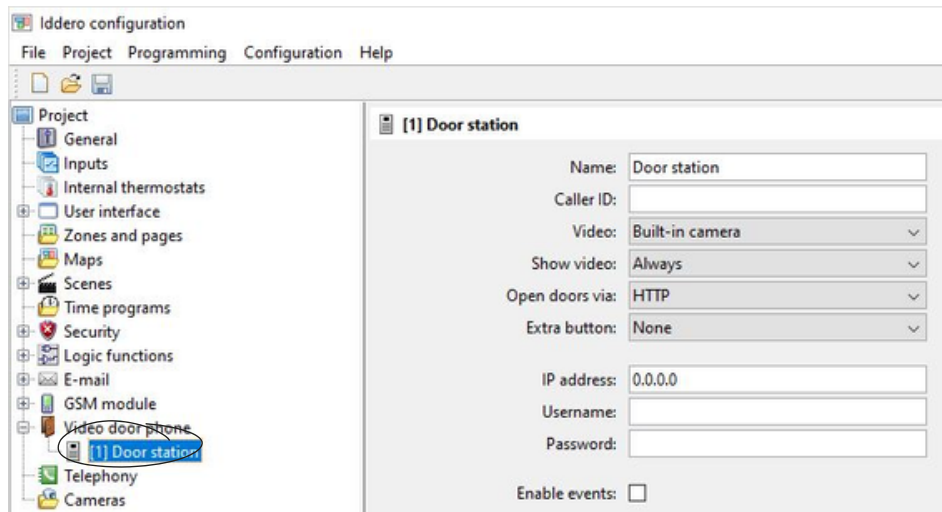 Iddero configuration
File Project Programming Configuration Help
Project
General
Inputs
Internal thermostats
User interface
Zones and pages
Maps
Scenes
Time programs
Security
Logic functions
E-mail
GSM module
Video door phone
[1] Door station
Telephony
Cameras
[1] Door station
Name: Door station
Caller ID:
Video: Built-in camera
Show video: Always
Open doors via: HTTP
Extra button: None
IP address: 0.0.0.0
Username:
Password:
Enable events: